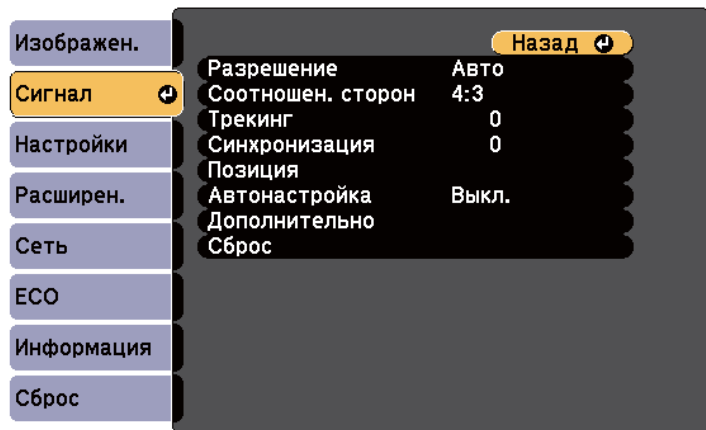 Изображен.
Сигнал
Настройки
Расширен.
Сеть
ECO
Информация
Сброс
Назад
Разрешение Авто
Соотношен. сторон 4:3
Трекинг 0
Синхронизация 0
Позиция
Автонастройка Выкл.
Дополнительно
Сброс